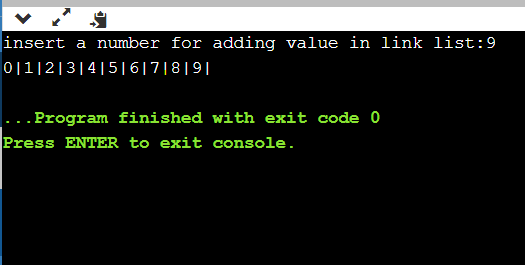 insert a number for adding value in link list:9
0|1|2|3|4|5|6|7|8|9|
...Program finished with exit code 0
Press ENTER to exit console.